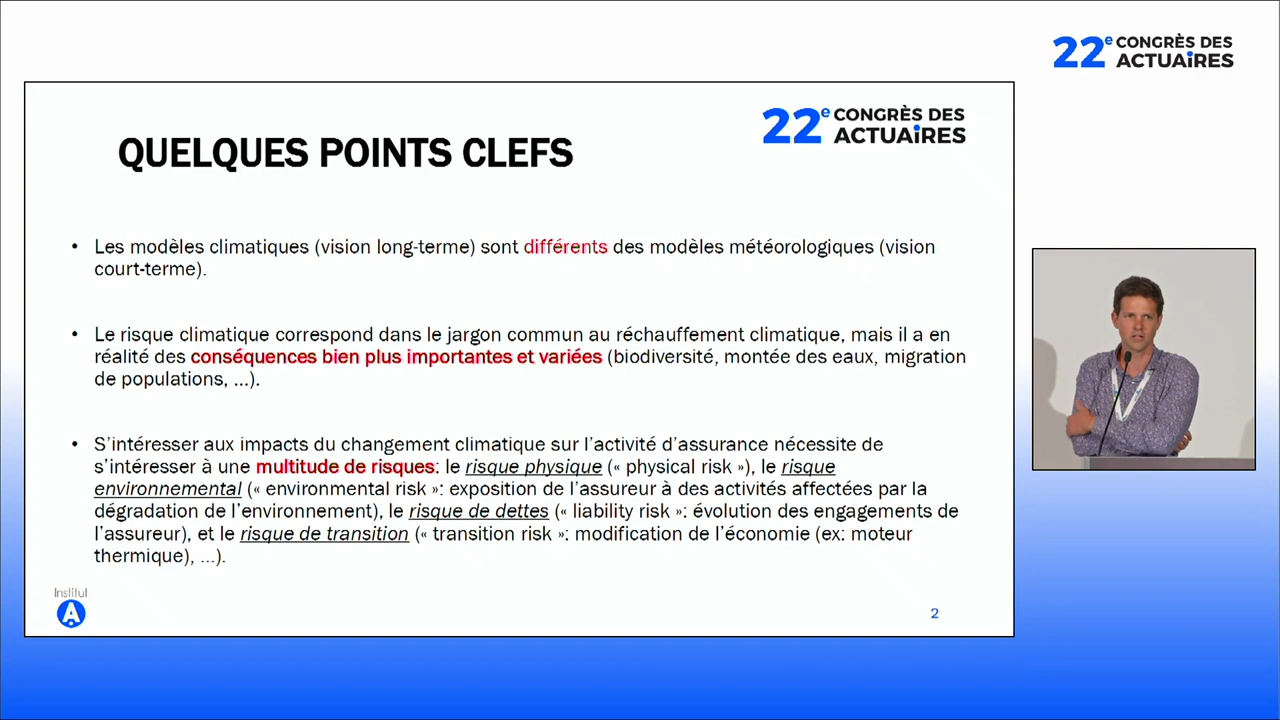 22e CONGRÈS DES
ACTUAiRES
22e CONGRÈS DES
ACTUAiRES
QUELQUES POINTS CLEFS
• Les modèles climatiques (vision long-terme) sont différents des modèles météorologiques (vision
court-terme).
• Le risque climatique correspond dans le jargon commun au réchauffement climatique, mais il a en
réalité des conséquences bien plus importantes et variées (biodiversité, montée des eaux, migration
de populations, ...).
• S'intéresser aux impacts du changement climatique sur l'activité d'assurance nécessite de
s'intéresser à une multitude de risques: le risque physique (« physical risk »), le risque
environnemental (« environmental risk »: exposition de l'assureur à des activités affectées par la
dégradation de l'environnement), le risque de dettes (« liability risk »: évolution des engagements de
l'assureur), et le risque de transition (« transition risk »: modification de l'économie (ex: moteur
thermique), ...).
Institut
A
2